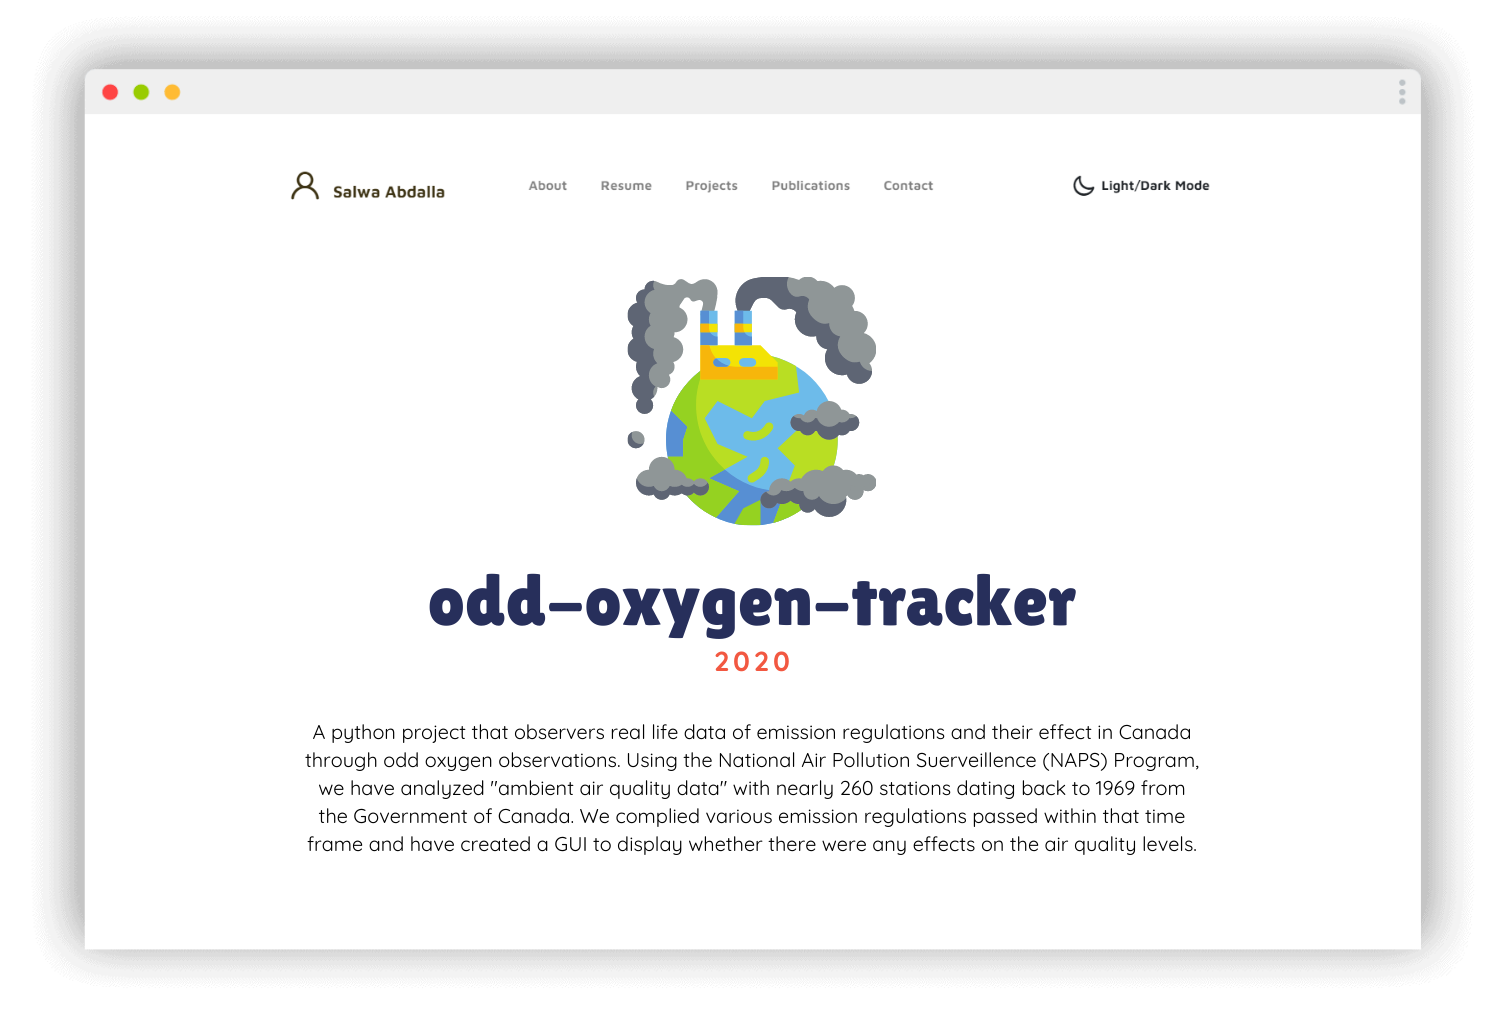 Salwa Abdalla
About Resume Projects Publications Contact
Light/Dark Mode
odd-oxygen-tracker
2020
A python project that observers real life data of emission regulations and their effect in Canada
through odd oxygen observations. Using the National Air Pollution Suerveillence (NAPS) Program,
we have analyzed "ambient air quality data" with nearly 260 stations dating back to 1969 from
the Government of Canada. We complied various emission regulations passed within that time
frame and have created a GUI to display whether there were any effects on the air quality levels.